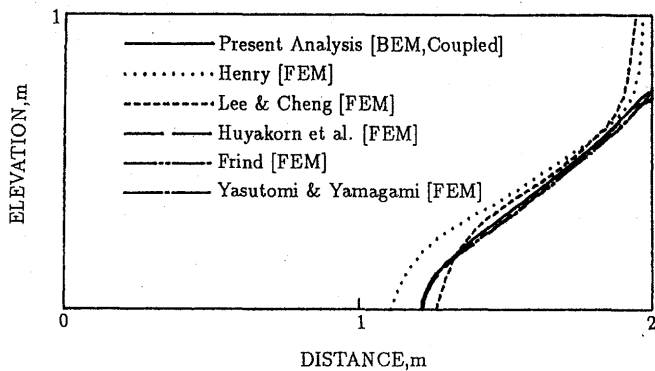 1
Present Analysis [BEM,Coupled]
Henry [FEM]
Lee & Cheng [FEM]
Huyakorn et al. [FEM]
Frind [FEM]
Yasutomi & Yamagami [FEM]
ELEVATION,m
0
0
1
2
DISTANCE,m